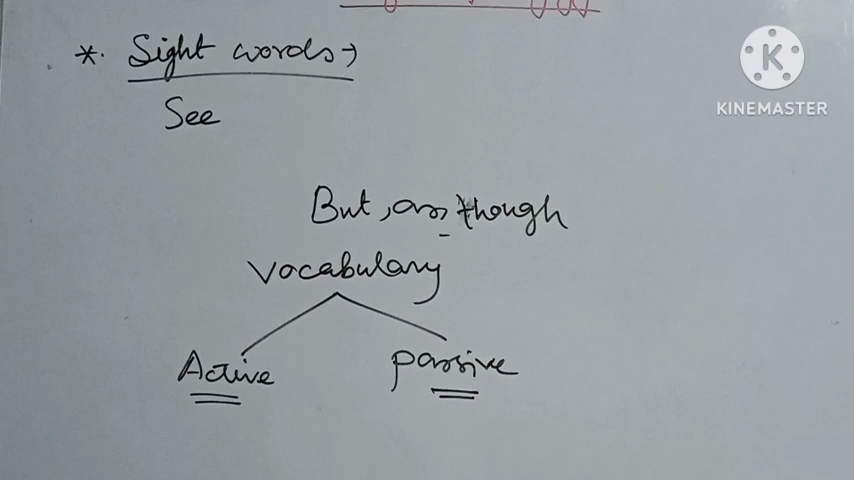 *. Sight words→
K
KINEMASTER
See
But, as, though
Vocabulary
Active passive